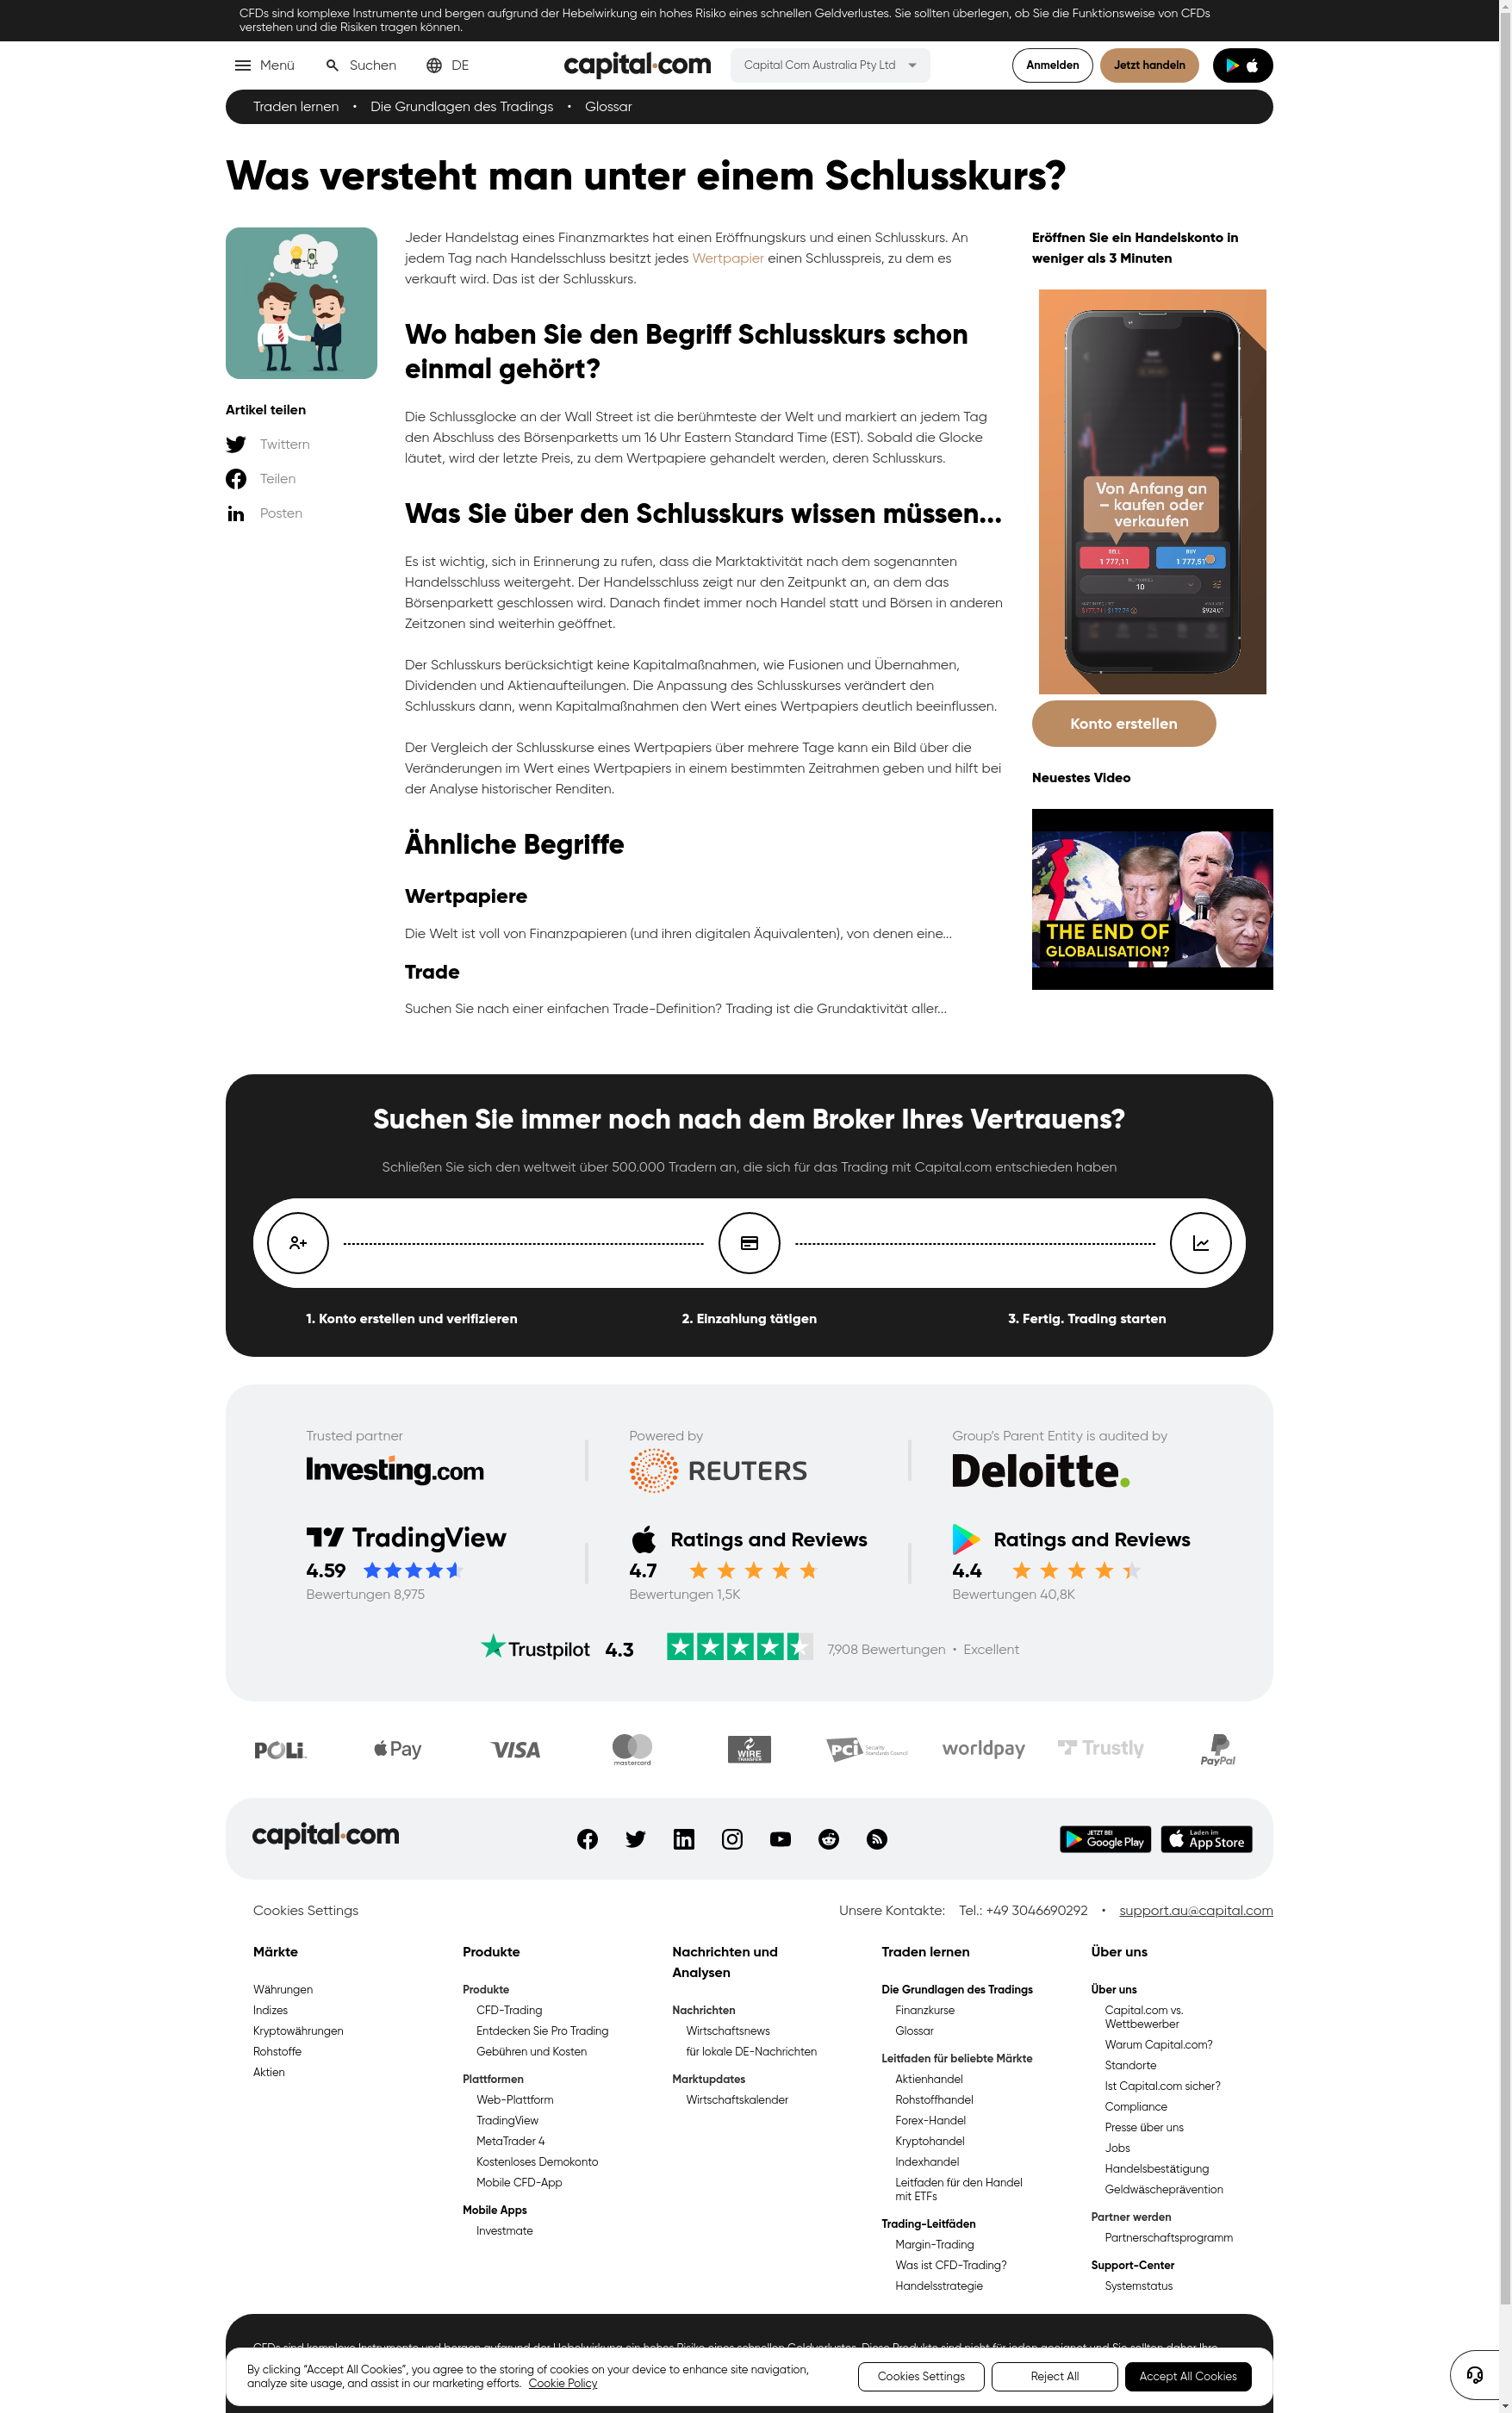 CFDs sind komplexe Instrumente und bergen aufgrund der Hebelwirkung ein hohes Risiko eines schnellen Geldverlustes. Sie sollten überlegen, ob Sie die Funktionsweise von CFDs
verstehen und die Risiken tragen können.
Menü
Suchen
DE
capital.com
Capital Com Australia Pty Ltd
Anmelden
Jetzt handeln
Traden lernen • Die Grundlagen des Tradings • Glossar
Was versteht man unter einem Schlusskurs?
Artikel teilen
Twittern
Teilen
Posten
Jeder Handelstag eines Finanzmarktes hat einen Eröffnungskurs und einen Schlusskurs. An
jedem Tag nach Handelsschluss besitzt jedes Wertpapier einen Schlusspreis, zu dem es
verkauft wird. Das ist der Schlusskurs.
Wo haben Sie den Begriff Schlusskurs schon
einmal gehört?
Die Schlussglocke an der Wall Street ist die berühmteste der Welt und markiert an jedem Tag
den Abschluss des Börsenparketts um 16 Uhr Eastern Standard Time (EST). Sobald die Glocke
läutet, wird der letzte Preis, zu dem Wertpapiere gehandelt werden, deren Schlusskurs.
Was Sie über den Schlusskurs wissen müssen...
Es ist wichtig, sich in Erinnerung zu rufen, dass die Marktaktivität nach dem sogenannten
Handelsschluss weitergeht. Der Handelsschluss zeigt nur den Zeitpunkt an, an dem das
Börsenparkett geschlossen wird. Danach findet immer noch Handel statt und Börsen in anderen
Zeitzonen sind weiterhin geöffnet.
Der Schlusskurs berücksichtigt keine Kapitalmaßnahmen, wie Fusionen und Übernahmen,
Dividenden und Aktienaufteilungen. Die Anpassung des Schlusskurses verändert den
Schlusskurs dann, wenn Kapitalmaßnahmen den Wert eines Wertpapiers deutlich beeinflussen.
Der Vergleich der Schlusskurse eines Wertpapiers über mehrere Tage kann ein Bild über die
Veränderungen im Wert eines Wertpapiers in einem bestimmten Zeitrahmen geben und hilft bei
der Analyse historischer Renditen.
Ähnliche Begriffe
Wertpapiere
Die Welt ist voll von Finanzpapieren (und ihren digitalen Äquivalenten), von denen eine...
Trade
Suchen Sie nach einer einfachen Trade-Definition? Trading ist die Grundaktivität aller...
Eröffnen Sie ein Handelskonto in
weniger als 3 Minuten
Von Anfang an
– kaufen oder
verkaufen
SELL
1 777,11
BUY
1 777,51
10
$924.61
Konto erstellen
Neuestes Video
THE END OF
GLOBALISATION?
Suchen Sie immer noch nach dem Broker Ihres Vertrauens?
Schließen Sie sich den weltweit über 500.000 Tradern an, die sich für das Trading mit Capital.com entschieden haben
1. Konto erstellen und verifizieren
2. Einzahlung tätigen
3. Fertig. Trading starten
Trusted partner
Investing.com
Powered by
REUTERS
Group's Parent Entity is audited by
Deloitte.
TradingView
4.59
Bewertungen 8,975
Ratings and Reviews
4.7
Bewertungen 1,5K
Ratings and Reviews
4.4
Bewertungen 40,8K
Trustpilot 4.3
7,908 Bewertungen • Excellent
POLi
Pay
VISA
mastercard
WIRE
TRANSFER
PCI Security
Standards Council
worldpay
Trustly
PayPal
capital.com
JETZT BEI
Google Play
Laden im
App Store
Cookies Settings
Unsere Kontakte: Tel.: +49 3046690292 • support.au@capital.com
Märkte
Währungen
Indizes
Kryptowährungen
Rohstoffe
Aktien
Produkte
Produkte
CFD-Trading
Entdecken Sie Pro Trading
Gebühren und Kosten
Plattformen
Web-Plattform
TradingView
MetaTrader 4
Kostenloses Demokonto
Mobile CFD-App
Mobile Apps
Investmate
Nachrichten und
Analysen
Nachrichten
Wirtschaftsnews
für lokale DE-Nachrichten
Marktupdates
Wirtschaftskalender
Traden lernen
Die Grundlagen des Tradings
Finanzkurse
Glossar
Leitfaden für beliebte Märkte
Aktienhandel
Rohstoffhandel
Forex-Handel
Kryptohandel
Indexhandel
Leitfaden für den Handel
mit ETFs
Trading-Leitfäden
Margin-Trading
Was ist CFD-Trading?
Handelsstrategie
Über uns
Über uns
Capital.com vs.
Wettbewerber
Warum Capital.com?
Standorte
Ist Capital.com sicher?
Compliance
Presse über uns
Jobs
Handelsbestätigung
Geldwäscheprävention
Partner werden
Partnerschaftsprogramm
Support-Center
Systemstatus
CFDs sind komplexe Instrumente und bergen aufgrund der Hebelwirkung ein hohes Risiko eines schnellen Geldverlustes. Diese Produkte sind nicht für jeden geeignet und Sie sollten daher Ihre
By clicking “Accept All Cookies”, you agree to the storing of cookies on your device to enhance site navigation,
analyze site usage, and assist in our marketing efforts. Cookie Policy
Cookies Settings
Reject All
Accept All Cookies